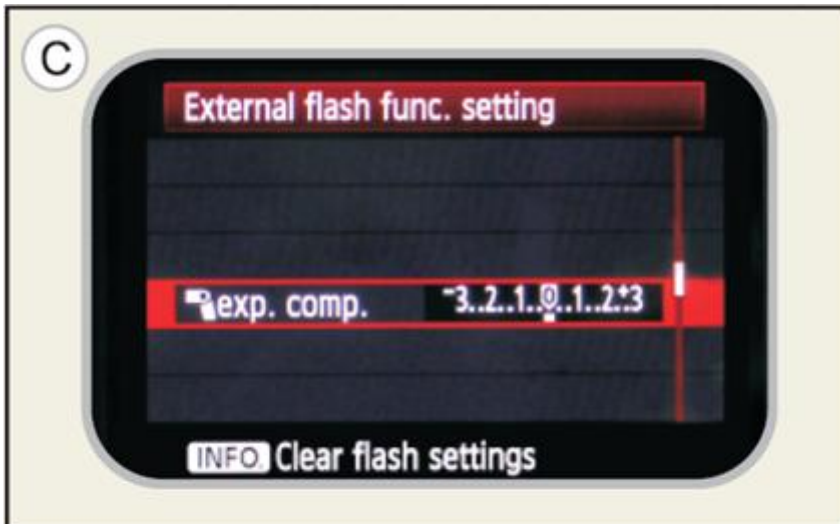 C
External flash func. setting
exp. comp. -3..2..1..0..1..2.+3
INFO. Clear flash settings